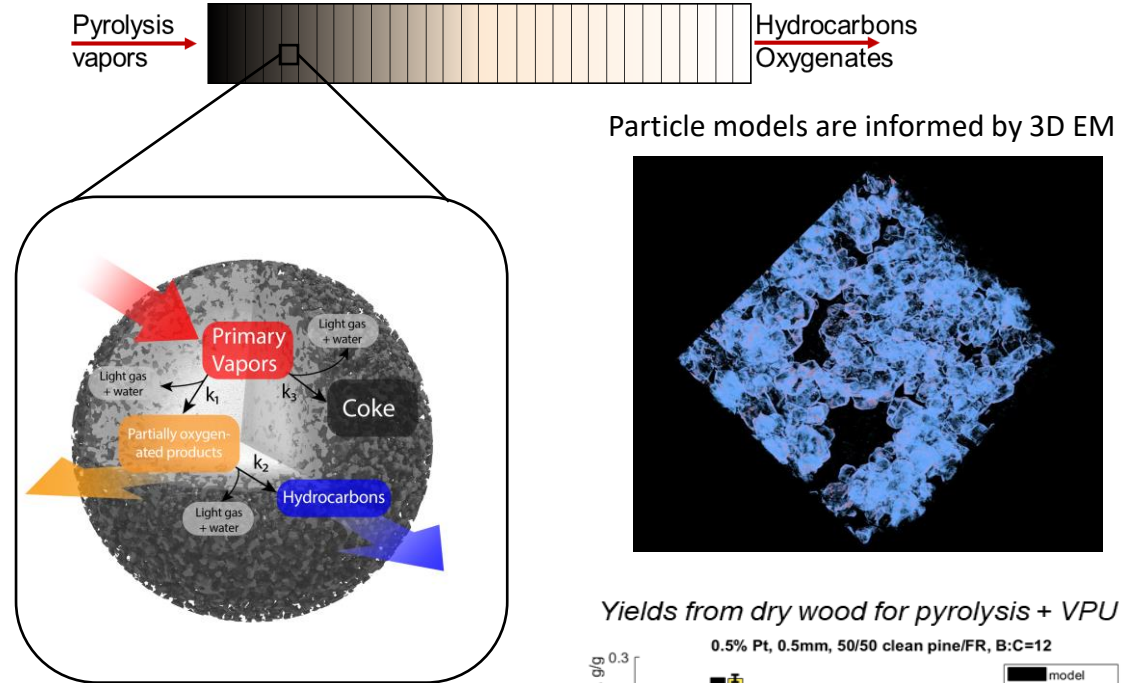 Pyrolysis
vapors
Hydrocarbons
Oxygenates
Particle models are informed by 3D EM
Primary
Vapors
Light gas
+ water
Light gas
+ water
k1
k3
Coke
Partially oxygen-
ated products
k2
Hydrocarbons
Light gas
+ water
Yields from dry wood for pyrolysis + VPU
0.5% Pt, 0.5mm, 50/50 clean pine/FR, B:C=12
0.3
g/g
model